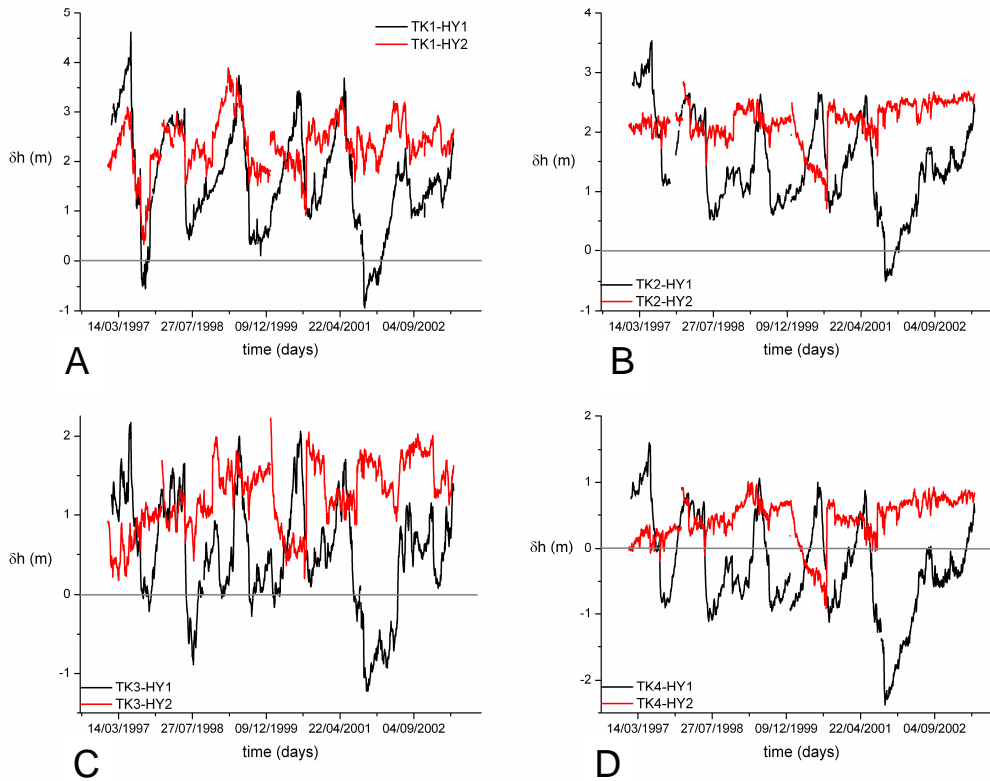 5
4
3
2
1
0
-1
δh (m)
TK1-HY1
TK1-HY2
14/03/1997 27/07/1998 09/12/1999 22/04/2001 04/09/2002
time (days)
A
4
3
2
1
0
-1
δh (m)
TK2-HY1
TK2-HY2
14/03/1997 27/07/1998 09/12/1999 22/04/2001 04/09/2002
time (days)
B
2
1
0
-1
δh (m)
TK3-HY1
TK3-HY2
14/03/1997 27/07/1998 09/12/1999 22/04/2001 04/09/2002
time (days)
C
2
1
0
-1
-2
δh (m)
TK4-HY1
TK4-HY2
14/03/1997 27/07/1998 09/12/1999 22/04/2001 04/09/2002
time (days)
D